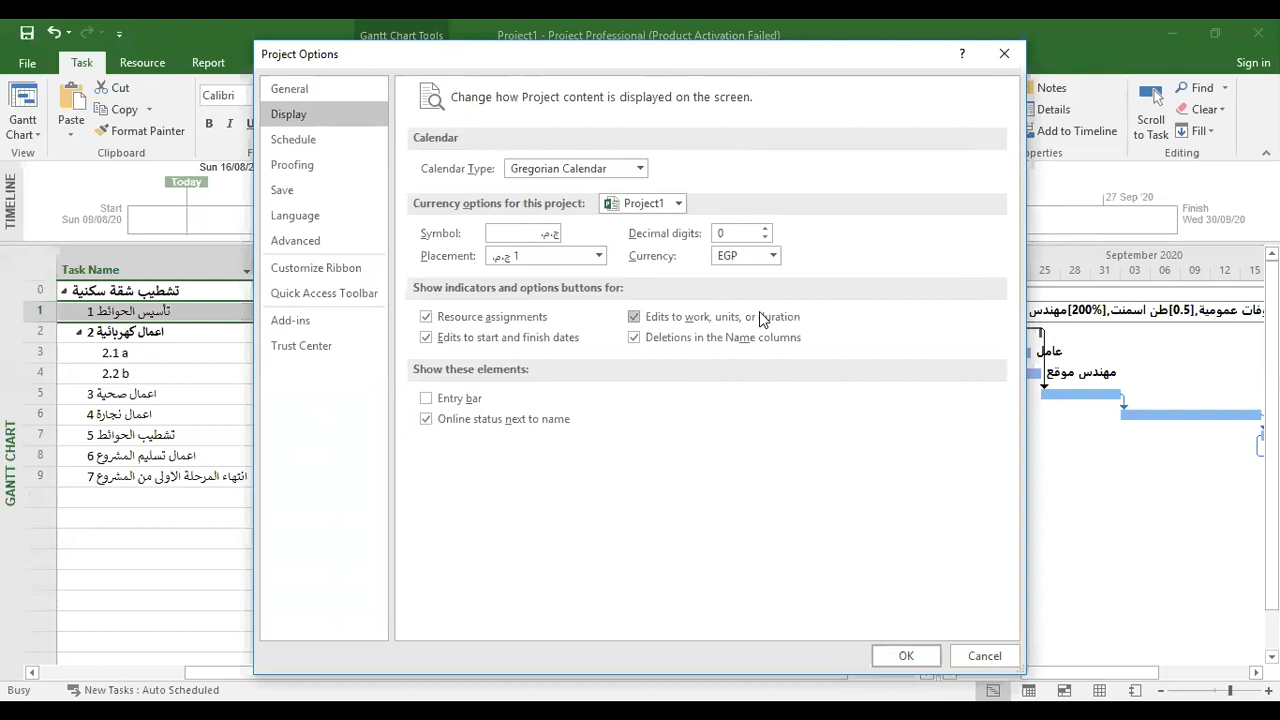 Gantt Chart Tools
Project1 - Project Professional (Product Activation Failed)
File
Task
Resource
Report
Sign in
Gantt
Chart
View
Paste
Cut
Copy
Format Painter
Clipboard
Calibri
B I
Notes
Details
Add to Timeline
Scroll
to Task
Find
Clear
Fill
Editing
TIMELINE
Sun 16/08/
Today
Start
Sun 09/08/20
27 Sep '20
Finish
Wed 30/09/20
Project Options
?
General
Display
Schedule
Proofing
Save
Language
Advanced
Customize Ribbon
Quick Access Toolbar
Add-ins
Trust Center
Change how Project content is displayed on the screen.
Calendar
Calendar Type: Gregorian Calendar
Currency options for this project: Project1
Symbol: ج.م.
Decimal digits: 0
Placement: 1 ج.م.
Currency: EGP
Show indicators and options buttons for:
Resource assignments
Edits to work, units, or duration
Edits to start and finish dates
Deletions in the Name columns
Show these elements:
Entry bar
Online status next to name
OK
Cancel
GANTT CHART
Task Name
0 تشطيب شقة سكنية
1 تأسيس الحوائط 1
2 اعمال كهربائية 2
3 2.1 a
4 2.2 b
5 اعمال صحية 3
6 اعمال نجارة 4
7 تشطيب الحوائط 5
8 اعمال تسليم المشروع 6
9 انتهاء المرحلة الاولى من المشروع 7
September 2020
25 28 31 03 06 09 12 15
مهندس[200%],طن اسمنت[0.5],
عمومية
عامل
مهندس موقع
Busy
New Tasks : Auto Scheduled